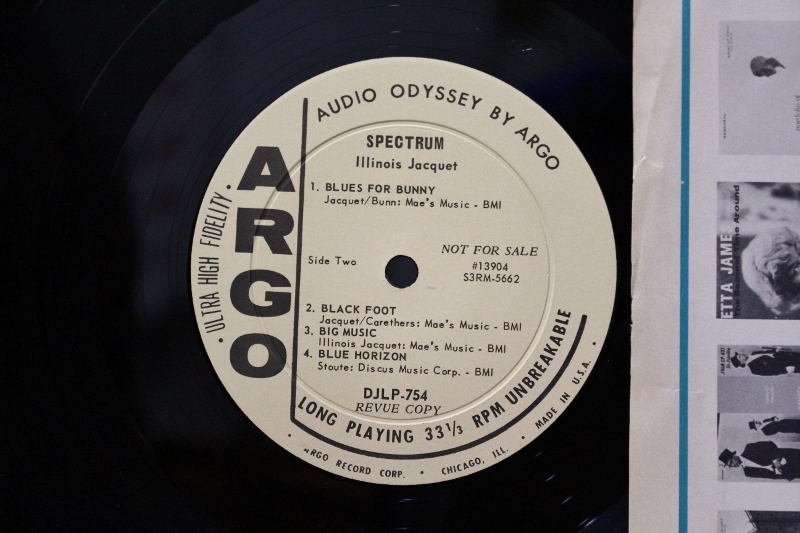 AUDIO ODYSSEY BY ARGO
ARGO
· ULTRA HIGH FIDELITY ·
SPECTRUM
Illinois Jacquet
1. BLUES FOR BUNNY
Jacquet/Bunn: Mae's Music - BMI
NOT FOR SALE
Side Two
#13904
S3RM-5662
2. BLACK FOOT
Jacquet/Carethers: Mae's Music - BMI
3. BIG MUSIC
Illinois Jacquet: Mae's Music - BMI
4. BLUE HORIZON
Stoute: Discus Music Corp. - BMI
DJLP-754
REVUE COPY
LONG PLAYING 33 1/3 RPM UNBREAKABLE
· ARGO RECORD CORP. · CHICAGO, ILL. · MADE IN U.S.A. ·
ETTA JAME
me Around